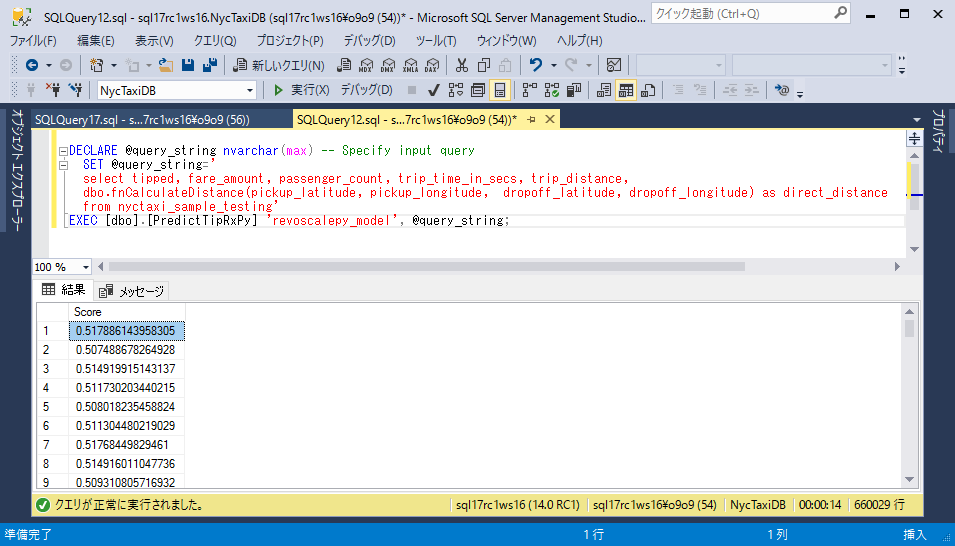 SQLQuery12.sql - sql17rc1ws16.NycTaxiDB (sql17rc1ws16¥o9o9 (54))* - Microsoft SQL Server Management Studio...
クイック起動 (Ctrl+Q)
ファイル(F) 編集(E) 表示(V) クエリ(Q) プロジェクト(P) デバッグ(D) ツール(T) ウィンドウ(W) ヘルプ(H)
新しいクエリ(N) MDX DMX XMLA DAX
NycTaxiDB 実行(X) デバッグ(D)
オブジェクト エクスプローラー
SQLQuery17.sql - s...7rc1ws16¥o9o9 (56))
SQLQuery12.sql - s...7rc1ws16¥o9o9 (54))*
プロパティ
DECLARE @query_string nvarchar(max) -- Specify input query
SET @query_string='
select tipped, fare_amount, passenger_count, trip_time_in_secs, trip_distance,
dbo.fnCalculateDistance(pickup_latitude, pickup_longitude,  dropoff_latitude, dropoff_longitude) as direct_distance
from nyctaxi_sample_testing'
EXEC [dbo].[PredictTipRxPy] 'revoscalepy_model', @query_string;
100 %
結果 メッセージ
Score
1 0.517886143958305
2 0.507488678264928
3 0.514919915143137
4 0.511730203440215
5 0.508018235458824
6 0.511304480219029
7 0.51768449829461
8 0.514916011047736
9 0.509310805716932
クエリが正常に実行されました。 sql17rc1ws16 (14.0 RC1) sql17rc1ws16¥o9o9 (54) NycTaxiDB 00:00:14 660029 行
準備完了 1 行 1 列 挿入